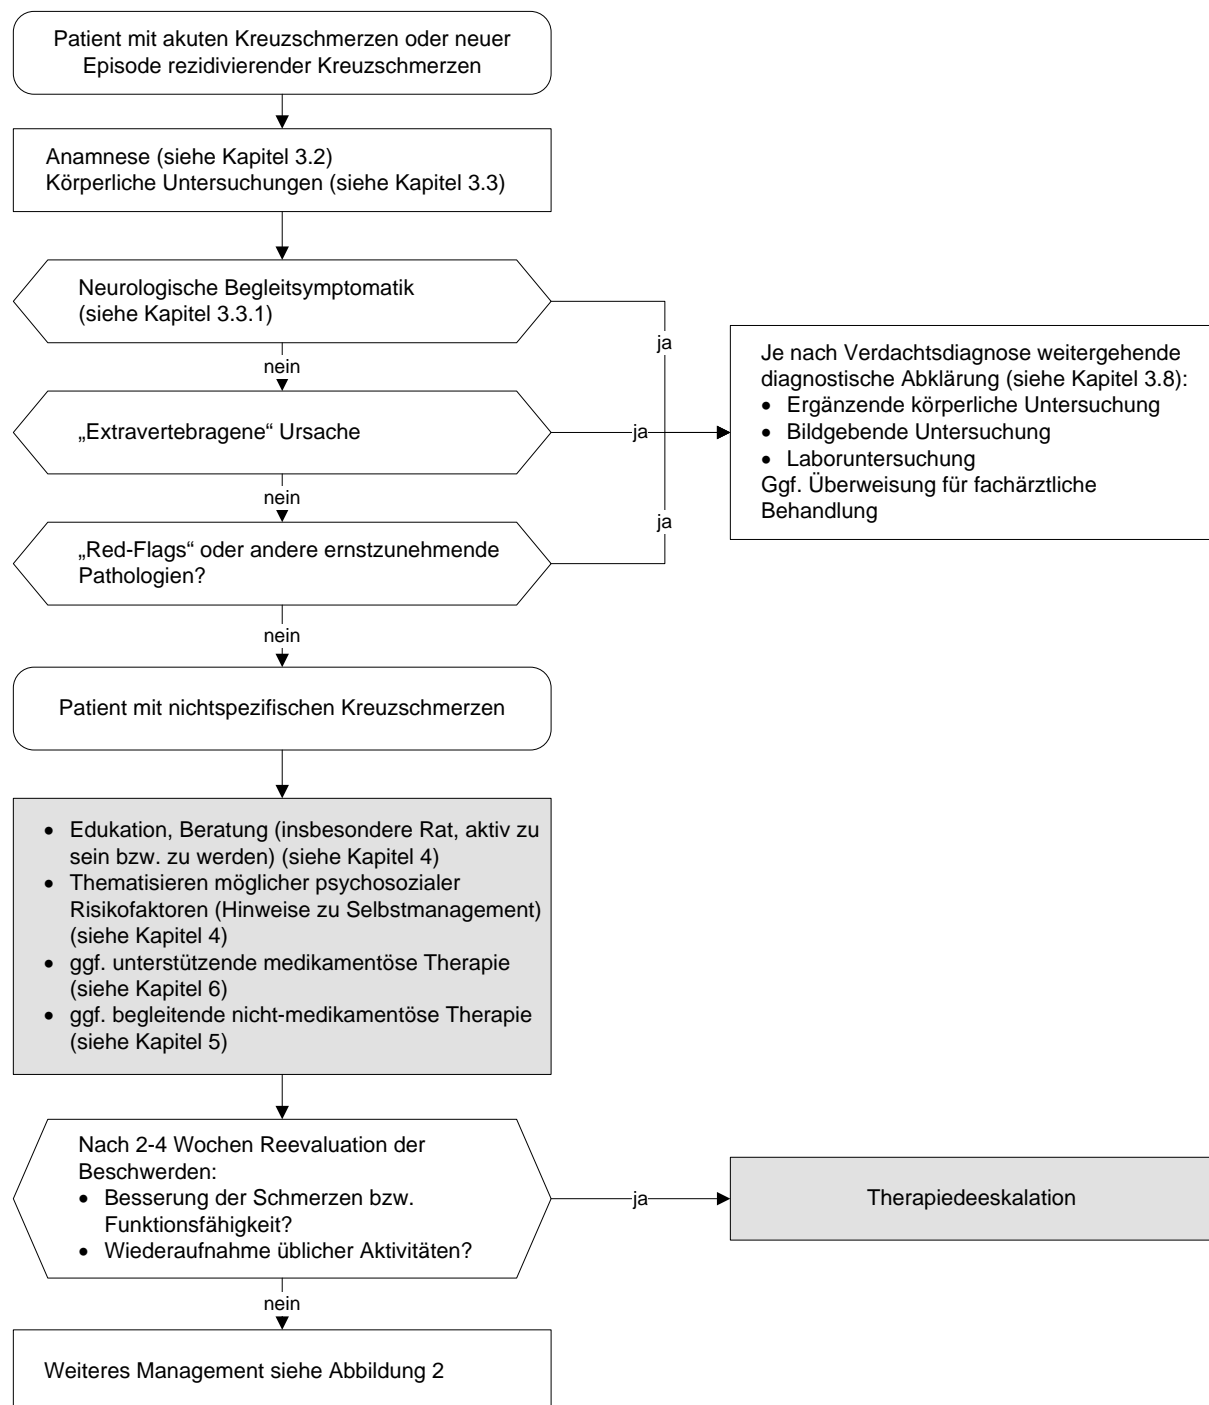 Patient mit akuten Kreuzschmerzen oder neuer
Episode rezidivierender Kreuzschmerzen
Anamnese (siehe Kapitel 3.2)
Körperliche Untersuchungen (siehe Kapitel 3.3)
Neurologische Begleitsymptomatik
(siehe Kapitel 3.3.1)
ja
nein
„Extravertebragene“ Ursache
ja
nein
„Red-Flags“ oder andere ernstzunehmende
Pathologien?
ja
nein
Je nach Verdachtsdiagnose weitergehende
diagnostische Abklärung (siehe Kapitel 3.8):
• Ergänzende körperliche Untersuchung
• Bildgebende Untersuchung
• Laboruntersuchung
Ggf. Überweisung für fachärztliche
Behandlung
Patient mit nichtspezifischen Kreuzschmerzen
• Edukation, Beratung (insbesondere Rat, aktiv zu
sein bzw. zu werden) (siehe Kapitel 4)
• Thematisieren möglicher psychosozialer
Risikofaktoren (Hinweise zu Selbstmanagement)
(siehe Kapitel 4)
• ggf. unterstützende medikamentöse Therapie
(siehe Kapitel 6)
• ggf. begleitende nicht-medikamentöse Therapie
(siehe Kapitel 5)
Nach 2-4 Wochen Reevaluation der
Beschwerden:
• Besserung der Schmerzen bzw.
Funktionsfähigkeit?
• Wiederaufnahme üblicher Aktivitäten?
ja
Therapiedeeskalation
nein
Weiteres Management siehe Abbildung 2